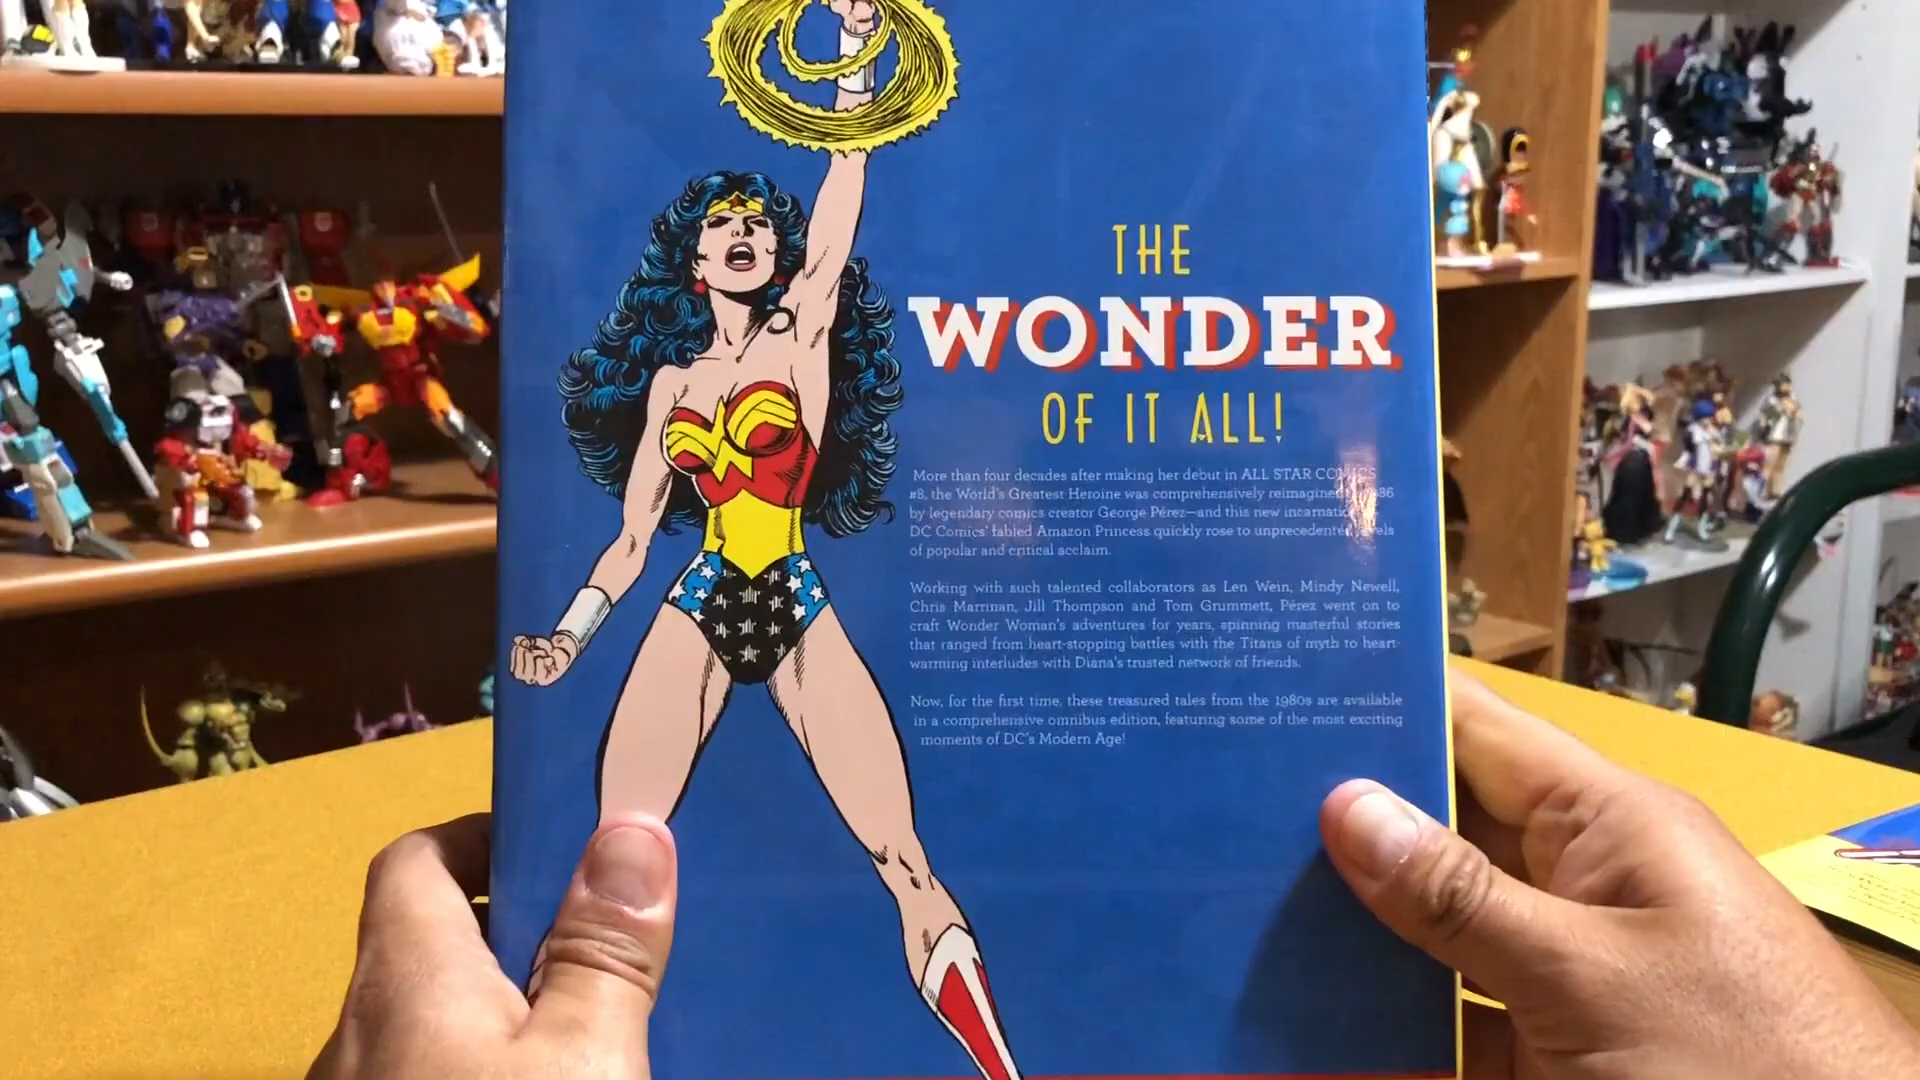 THE
WONDER
OF IT ALL!
More than four decades after making her debut in ALL STAR COMICS
#8, the World's Greatest Heroine was comprehensively reimagined
by legendary comics creator George Pérez—and this new incarnation
DC Comics' fabled Amazon Princess quickly rose to unprecedented levels
of popular and critical acclaim.
Working with such talented collaborators as Len Wein, Mindy Newell,
Chris Marrinan, Jill Thompson and Tom Grummett, Pérez went on to
craft Wonder Woman's adventures for years, spinning masterful stories
that ranged from heart-stopping battles with the Titans of myth to heart-
warming interludes with Diana's trusted network of friends.
Now, for the first time, these treasured tales from the 1980s are available
in a comprehensive omnibus edition, featuring some of the most exciting
moments of DC's Modern Age!